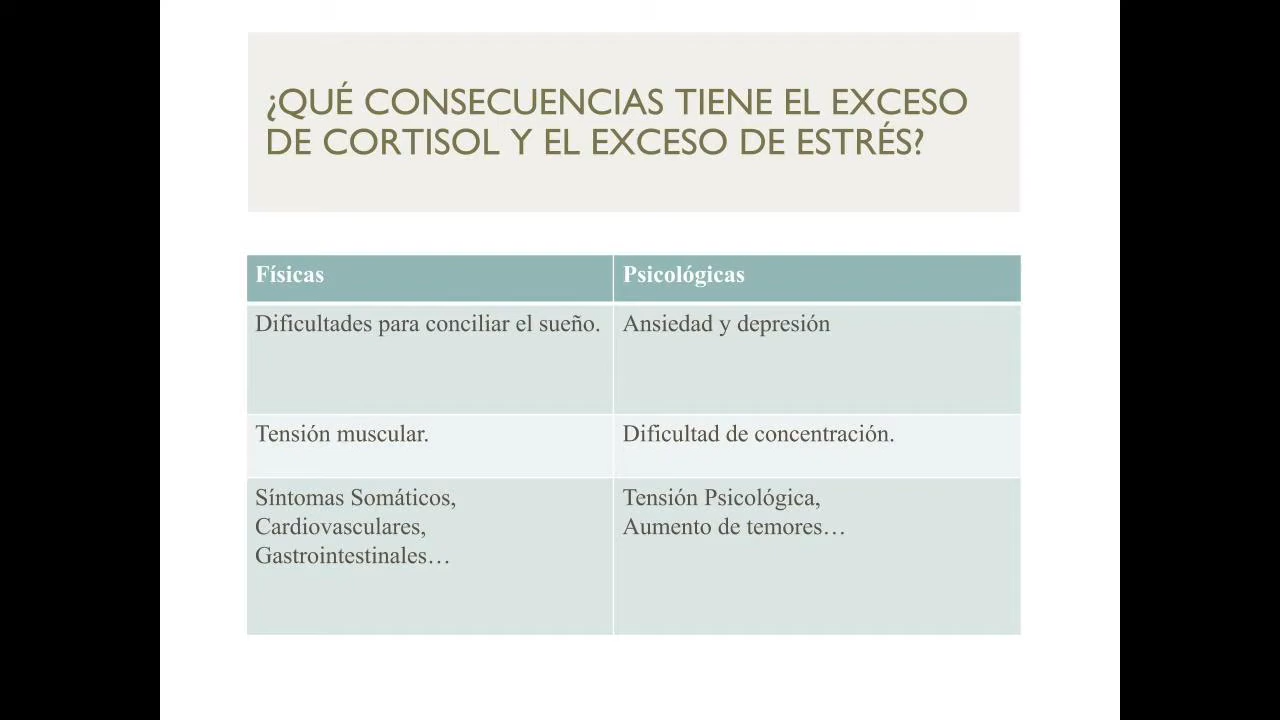 ¿QUÉ CONSECUENCIAS TIENE EL EXCESO
DE CORTISOL Y EL EXCESO DE ESTRÉS?
Físicas
Psicológicas
Dificultades para conciliar el sueño.
Ansiedad y depresión
Tensión muscular.
Dificultad de concentración.
Síntomas Somáticos,
Cardiovasculares,
Gastrointestinales…
Tensión Psicológica,
Aumento de temores…